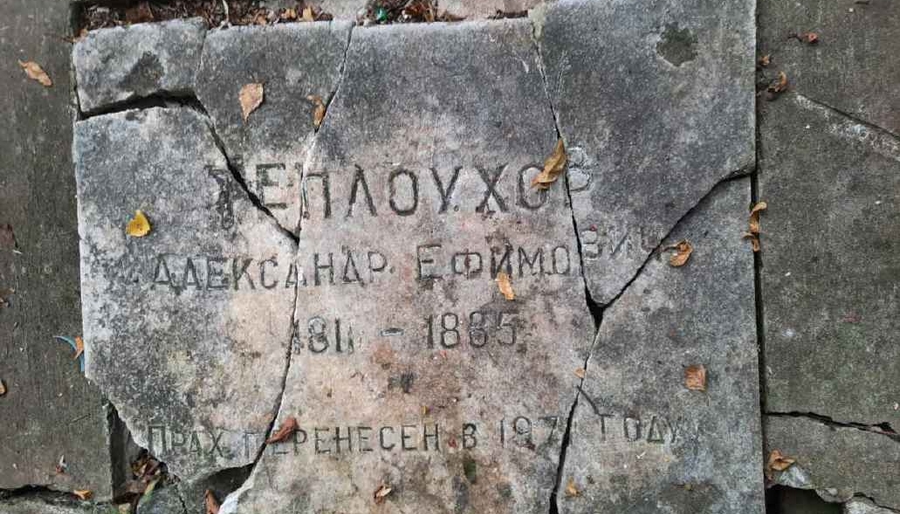 ТЕПЛОУХОВ
АЛЕКСАНДР ЕФИМОВИЧ
1811 – 1885
ПРАХ ПЕРЕНЕСЕН В ГОДУ